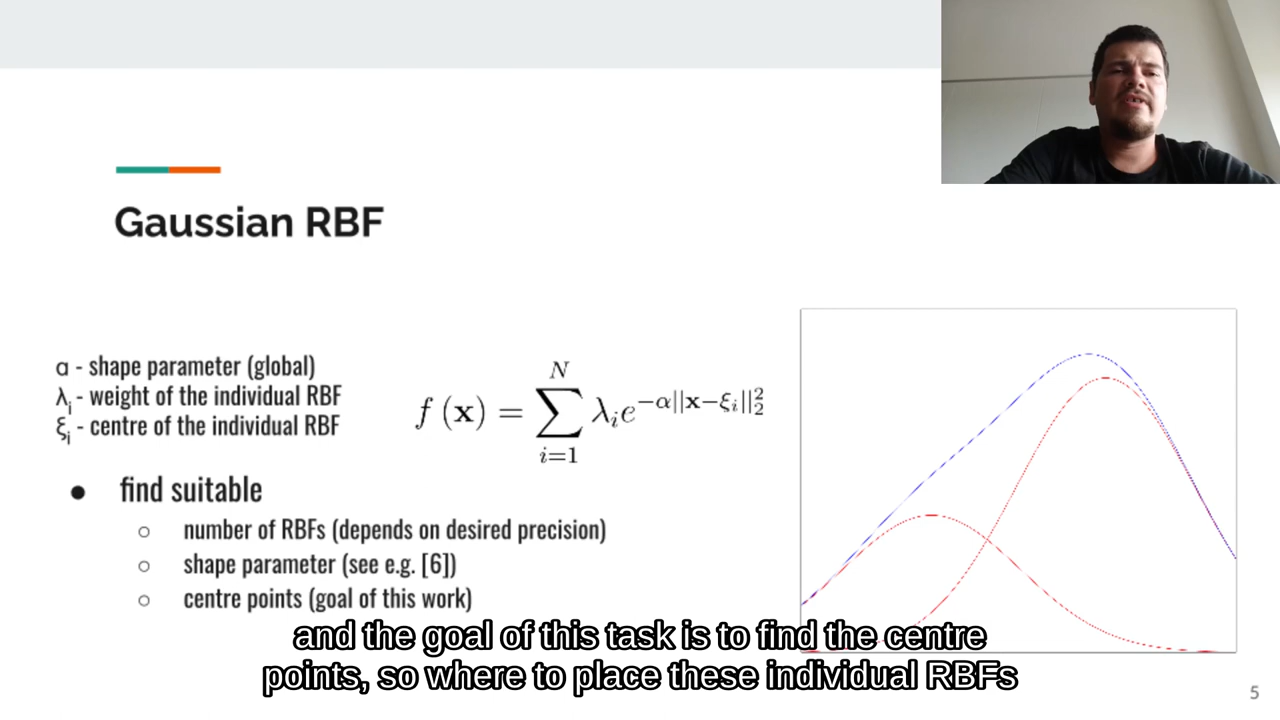 Gaussian RBF
α - shape parameter (global)
λi - weight of the individual RBF
ξi - centre of the individual RBF
f (x) = ∑_{i=1}^{N} λ_i e^{−α||x−ξ_i||_2^2}
● find suitable
○ number of RBFs (depends on desired precision)
○ shape parameter (see e.g. [6])
○ centre points (goal of this work)
and the goal of this task is to find the centre
points, so where to place these individual RBFs
5